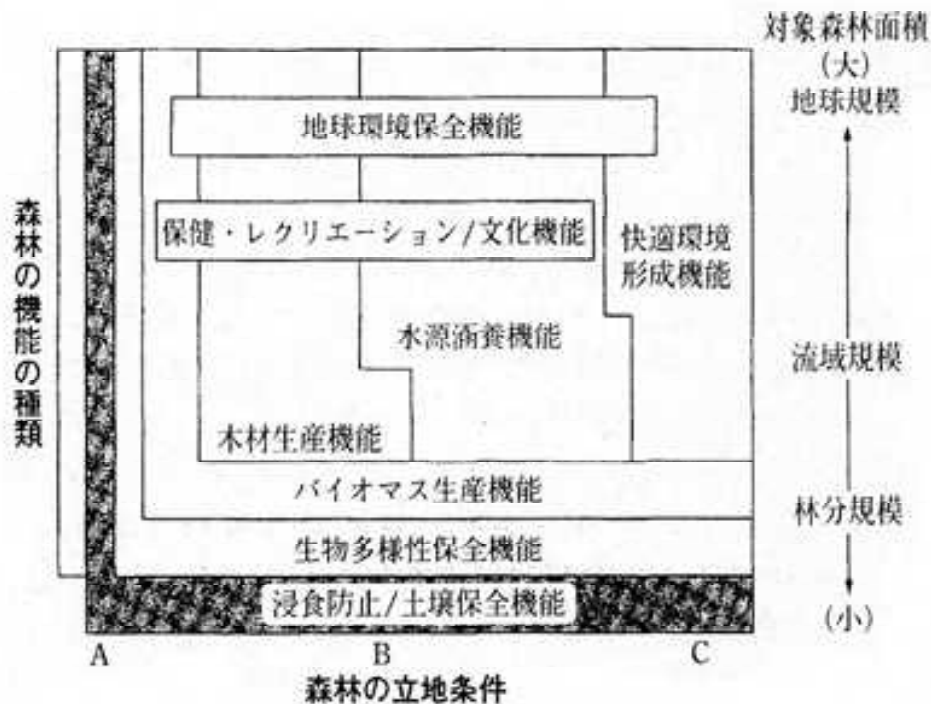 対象森林面積
(大)
地球規模
地球環境保全機能
保健・レクリエーション/文化機能
快適環境
形成機能
森林の機能の種類
水源涵養機能
流域規模
木材生産機能
バイオマス生産機能
林分規模
生物多様性保全機能
浸食防止/土壌保全機能
(小)
A
B
C
森林の立地条件